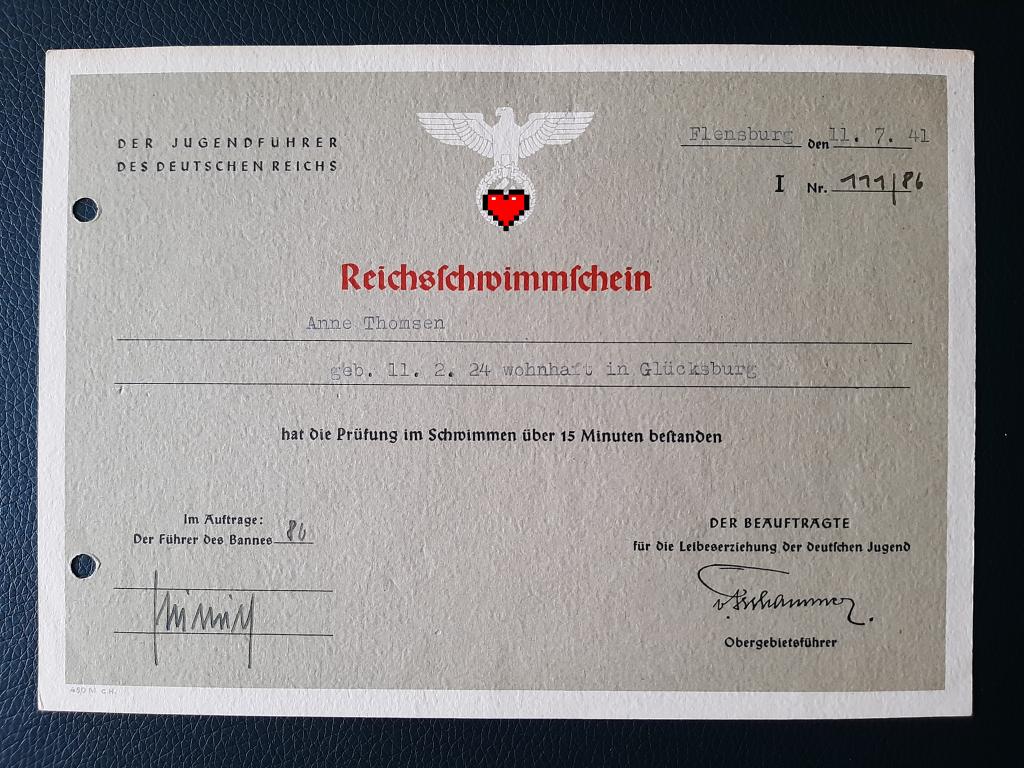 DER JUGENDFÜHRER
DES DEUTSCHEN REICHS
Flensburg den 11. 7. 41
I Nr. 111/86
Reichsſchwimmſchein
Anne Thomsen
geb. 11. 2. 24 wohnhaft in Glücksburg
hat die Prüfung im Schwimmen über 15 Minuten beſtanden
Im Auftrage:
Der Führer des Bannes 86
DER BEAUFTRAGTE
für die Leibeserziehung der deutſchen Jugend
v. Tschammer
Obergebietsführer